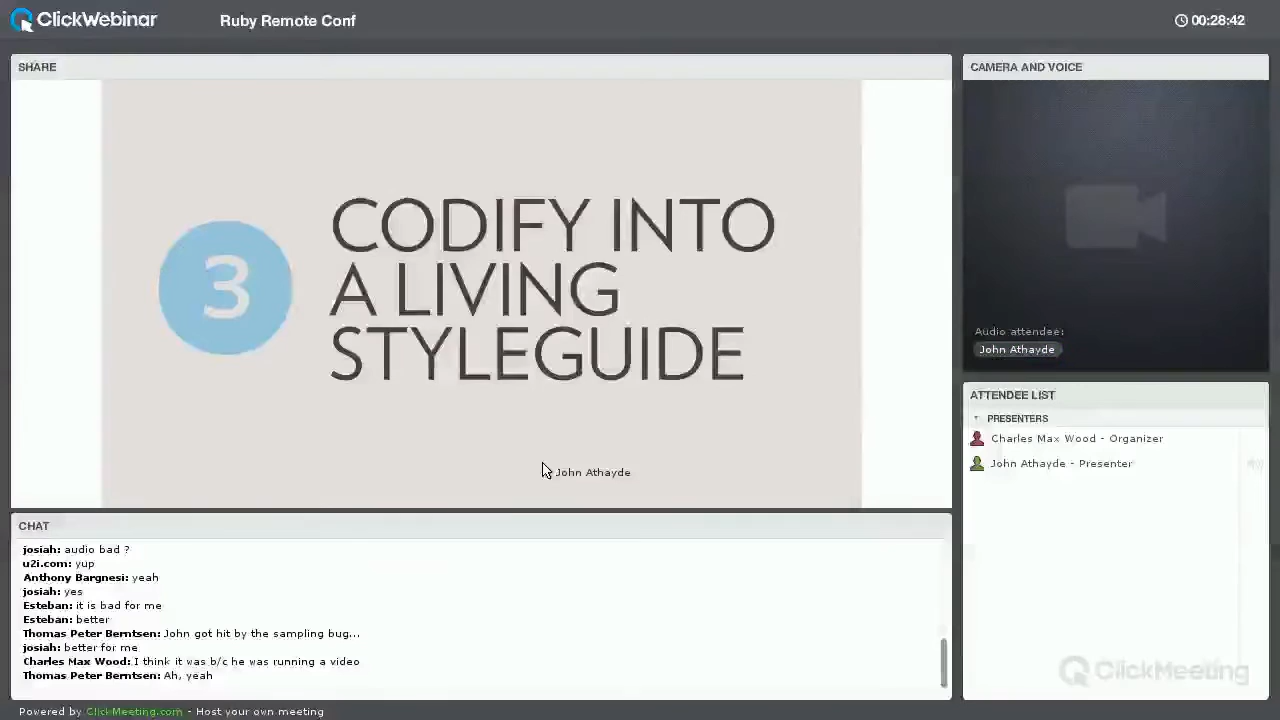 ClickWebinar
Ruby Remote Conf
00:28:42
SHARE
3
CODIFY INTO
A LIVING
STYLEGUIDE
John Athayde
CAMERA AND VOICE
Audio attendee:
John Athayde
ATTENDEE LIST
PRESENTERS
Charles Max Wood - Organizer
John Athayde - Presenter
CHAT
josiah: audio bad ?
u2i.com: yup
Anthony Bargnesi: yeah
josiah: yes
Esteban: it is bad for me
Esteban: better
Thomas Peter Berntsen: John got hit by the sampling bug...
josiah: better for me
Charles Max Wood: I think it was b/c he was running a video
Thomas Peter Berntsen: Ah, yeah
ClickMeeting
Powered by ClickMeeting.com - Host your own meeting